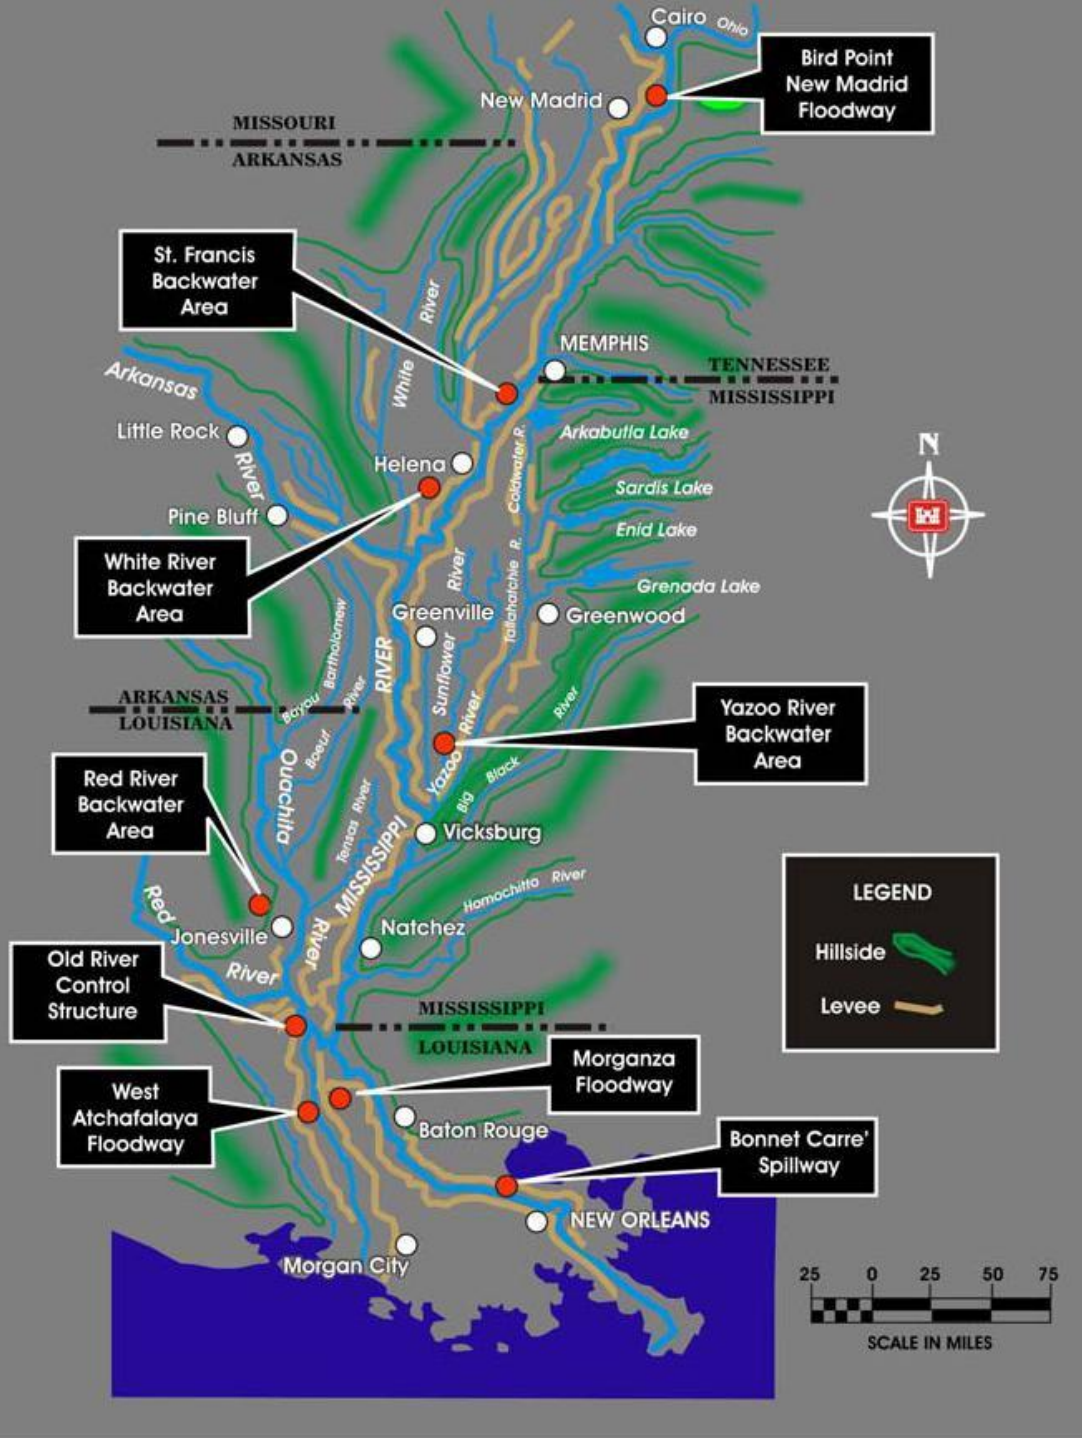 Cairo
Ohio
Bird Point
New Madrid
Floodway
New Madrid
MISSOURI
ARKANSAS
St. Francis
Backwater
Area
River
White
MEMPHIS
TENNESSEE
MISSISSIPPI
Arkansas
River
Little Rock
Arkabutla Lake
Coldwater R.
Helena
Sardis Lake
Pine Bluff
Enid Lake
White River
Backwater
Area
River
Tallahatchie R.
Grenada Lake
Greenville
Greenwood
Bayou Bartholomew
RIVER
Sunflower
N
ARKANSAS
LOUISIANA
River
Boeuf
River
Yazoo
River
Big Black
Yazoo River
Backwater
Area
Red River
Backwater
Area
Ouachita
Tensas River
MISSISSIPPI
Vicksburg
Homochitto River
LEGEND
Hillside
Levee
Red
River
Jonesville
River
Natchez
Old River
Control
Structure
MISSISSIPPI
LOUISIANA
Morganza
Floodway
West
Atchafalaya
Floodway
Baton Rouge
Bonnet Carre'
Spillway
NEW ORLEANS
Morgan City
25 0 25 50 75
SCALE IN MILES